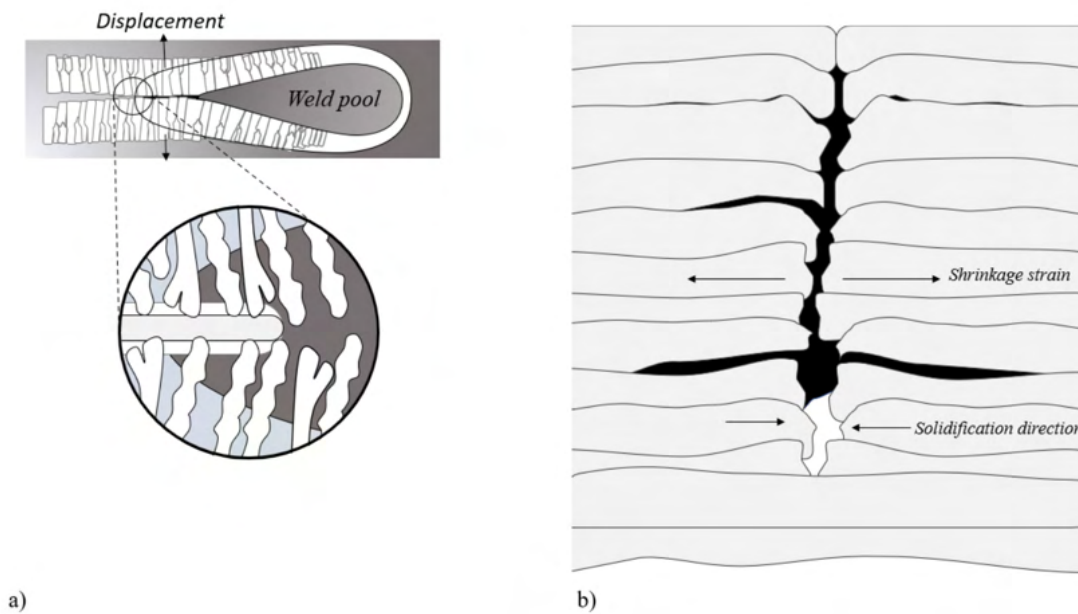 Displacement
Weld pool
Shrinkage strain
Solidification direction
a)
b)